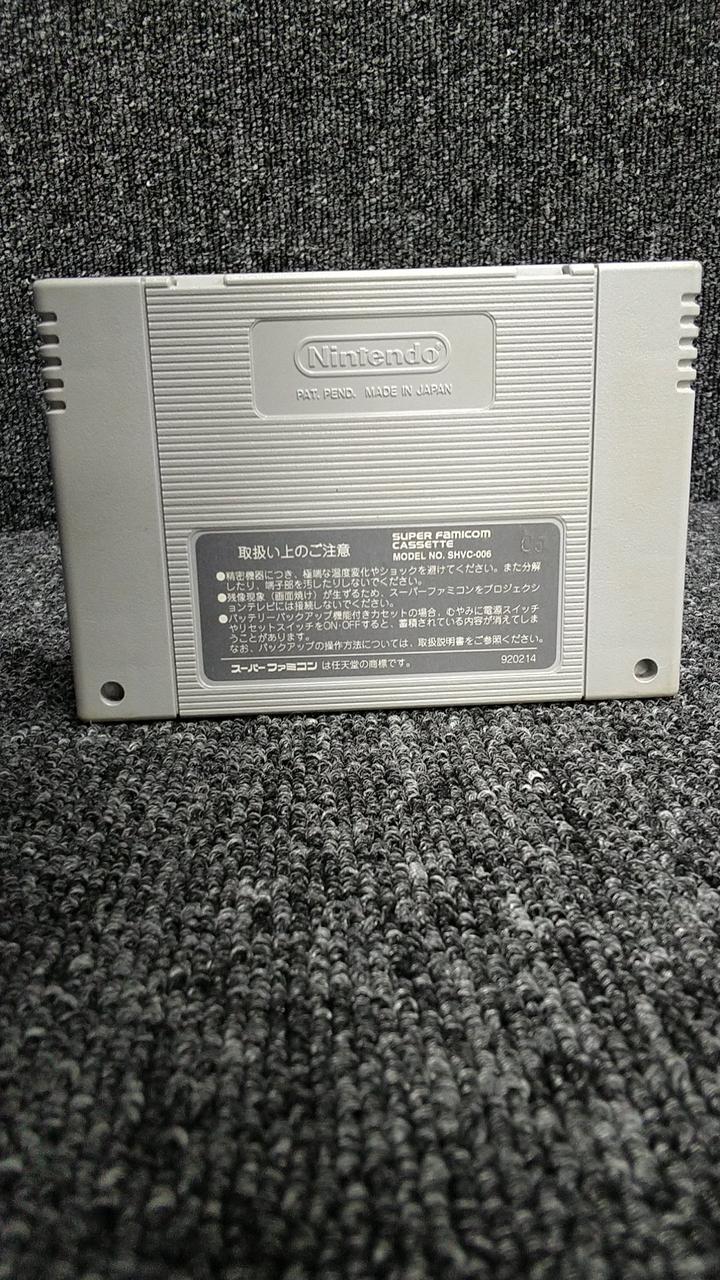 Nintendo®
PAT. PEND. MADE IN JAPAN
取扱い上のご注意
SUPER FAMICOM
CASSETTE
MODEL NO. SHVC-006
●精密機器につき、極端な温度変化やショックを避けてください。また分解
したり、端子部を汚したりしないでください。
●残像現象（画面焼け）が生ずるため、スーパーファミコンをプロジェクシ
ョンテレビには接続しないでください。
●バッテリーバックアップ機能付きカセットの場合、むやみに電源スイッチ
やリセットスイッチをON·OFFすると、蓄積されている内容が消えてしま
うことがあります。
なお、バックアップの操作方法については、取扱説明書をご参照ください。
スーパーファミコン は任天堂の商標です。
920214